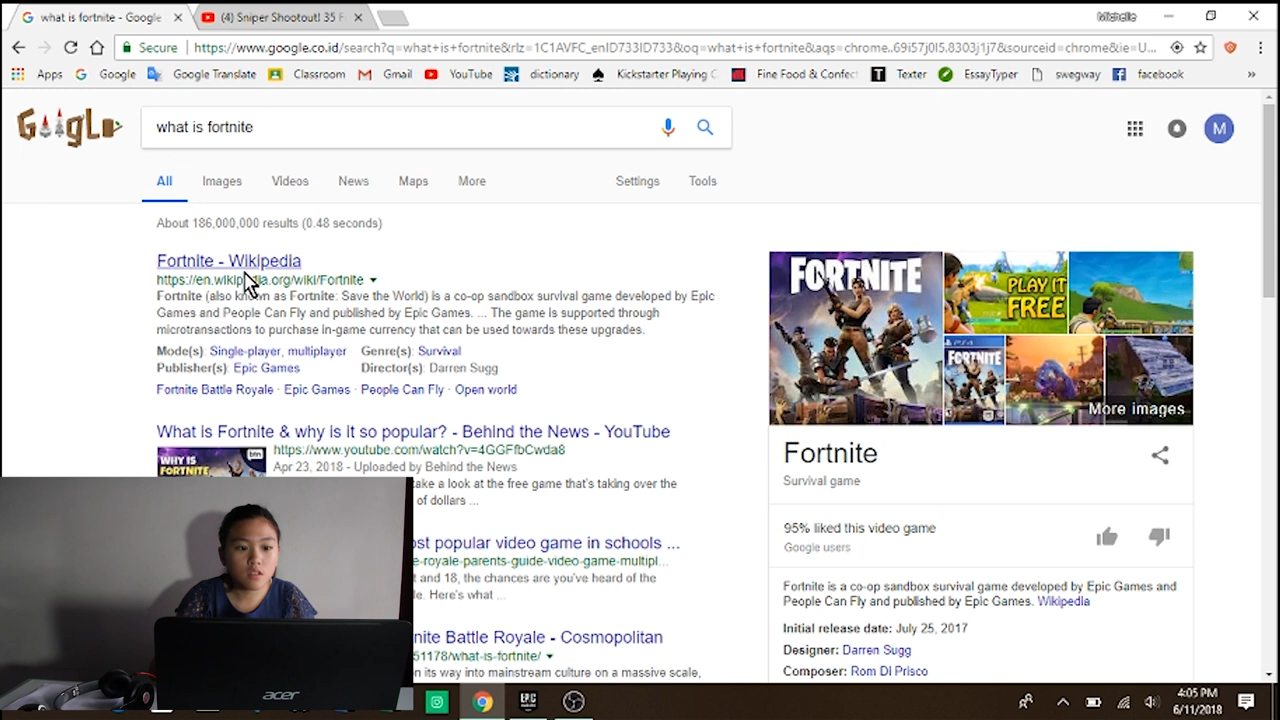 what is fortnite - Google
(4) Sniper Shootout! 35 F
Michelle
Secure
https://www.google.co.id/search?q=what+is+fortnite&rlz=1C1AVFC_enID733ID733&oq=what+is+fortnite&aqs=chrome..69i57j0l5.8303j1j7&sourceid=chrome&ie=U...
Apps
Google
Google Translate
Classroom
Gmail
YouTube
dictionary
Kickstarter Playing C
Fine Food & Confect
T Texter
EssayTyper
swegway
facebook
»
what is fortnite
M
All Images Videos News Maps More Settings Tools
About 186,000,000 results (0.48 seconds)
Fortnite - Wikipedia
https://en.wikipedia.org/wiki/Fortnite
Fortnite (also known as Fortnite: Save the World) is a co-op sandbox survival game developed by Epic
Games and People Can Fly and published by Epic Games. ... The game is supported through
microtransactions to purchase in-game currency that can be used towards these upgrades.
Mode(s): Single-player, multiplayer Genre(s): Survival
Publisher(s): Epic Games Director(s): Darren Sugg
Fortnite Battle Royale · Epic Games · People Can Fly · Open world
What is Fortnite & why is it so popular? - Behind the News - YouTube
https://www.youtube.com/watch?v=4GGFfbCwda8
WHY IS
FORTNITE
btn
Apr 23, 2018 - Uploaded by Behind the News
take a look at the free game that's taking over the
of dollars ...
ost popular video game in schools ...
e-royale-parents-guide-video-game-multipl...
t and 18, the chances are you've heard of the
le. Here's what ...
nite Battle Royale - Cosmopolitan
51178/what-is-fortnite/
on its way into mainstream culture on a massive scale,
FORTNITE
PLAY IT
FREE
FORTNITE
More images
Fortnite
Survival game
95% liked this video game
Google users
Fortnite is a co-op sandbox survival game developed by Epic Games and
People Can Fly and published by Epic Games. Wikipedia
Initial release date: July 25, 2017
Designer: Darren Sugg
Composer: Rom Di Prisco
acer
EPIC
4:05 PM
6/11/2018